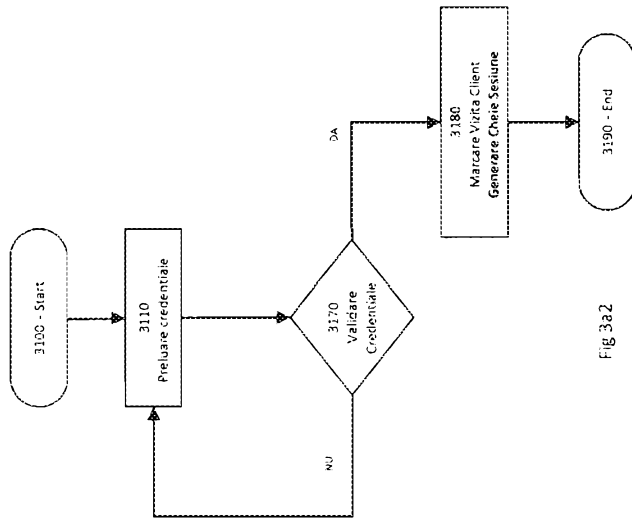 3100 - Start
3110
Preluare credentiale
3170
Validare
Credentiale
NU
DA
3180
Marcare Vizita Client
Generare Cheie Sesiune
3190 - End
Fig 3a2